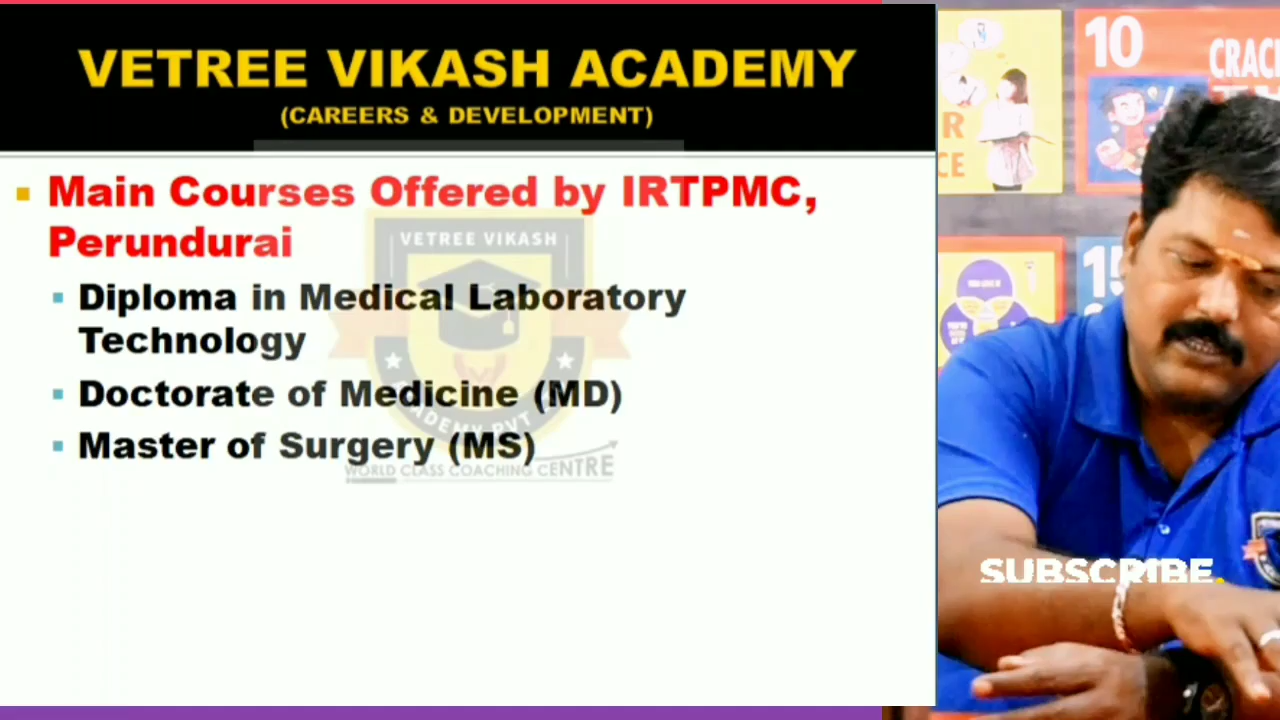 VETREE VIKASH ACADEMY
(CAREERS & DEVELOPMENT)
Main Courses Offered by IRTPMC,
Perundurai
Diploma in Medical Laboratory
Technology
Doctorate of Medicine (MD)
Master of Surgery (MS)
VETREE VIKASH
WORLD CLASS COACHING CENTRE
10
15
SUBSCRIBE.